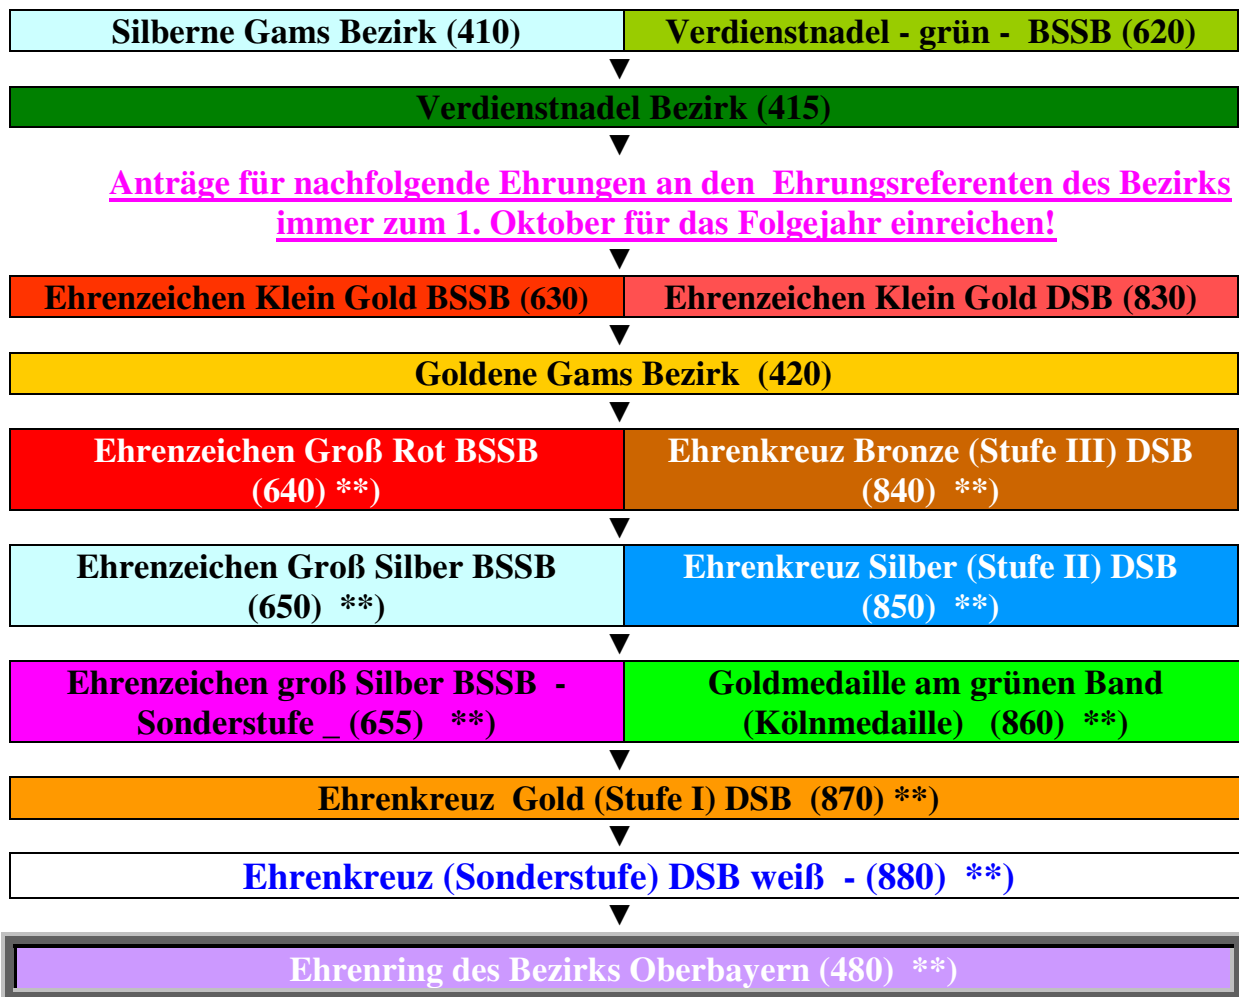 Silberne Gams Bezirk (410)
Verdienstnadel - grün - BSSB (620)
▼
Verdienstnadel Bezirk (415)
▼
Anträge für nachfolgende Ehrungen an den Ehrungsreferenten des Bezirks
immer zum 1. Oktober für das Folgejahr einreichen!
▼
Ehrenzeichen Klein Gold BSSB (630)
Ehrenzeichen Klein Gold DSB (830)
▼
Goldene Gams Bezirk (420)
▼
Ehrenzeichen Groß Rot BSSB
(640) **)
Ehrenkreuz Bronze (Stufe III) DSB
(840) **)
▼
Ehrenzeichen Groß Silber BSSB
(650) **)
Ehrenkreuz Silber (Stufe II) DSB
(850) **)
▼
Ehrenzeichen groß Silber BSSB -
Sonderstufe _ (655) **)
Goldmedaille am grünen Band
(Kölnmedaille) (860) **)
▼
Ehrenkreuz Gold (Stufe I) DSB (870) **)
▼
Ehrenkreuz (Sonderstufe) DSB weiß - (880) **)
▼
Ehrenring des Bezirks Oberbayern (480) **)